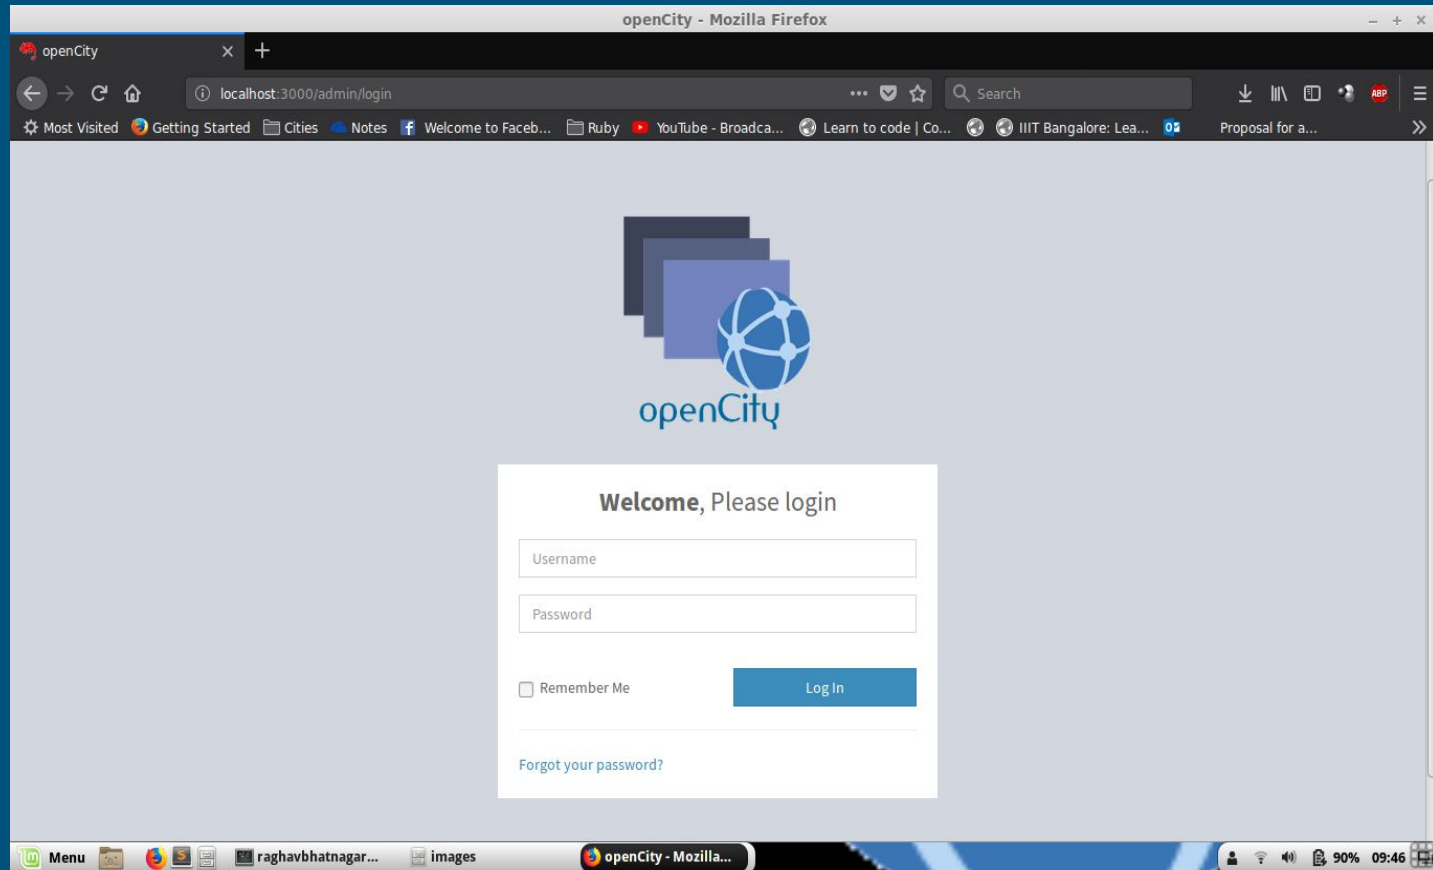 openCity - Mozilla Firefox
openCity
localhost:3000/admin/login
Search
ABP
Most Visited Getting Started Cities Notes Welcome to Faceb... Ruby YouTube - Broadca... Learn to code | Co... IIIT Bangalore: Lea... Proposal for a...
openCity
Welcome, Please login
Username
Password
Remember Me Log In
Forgot your password?
Menu raghavbhatnagar... images openCity - Mozilla... 90% 09:46